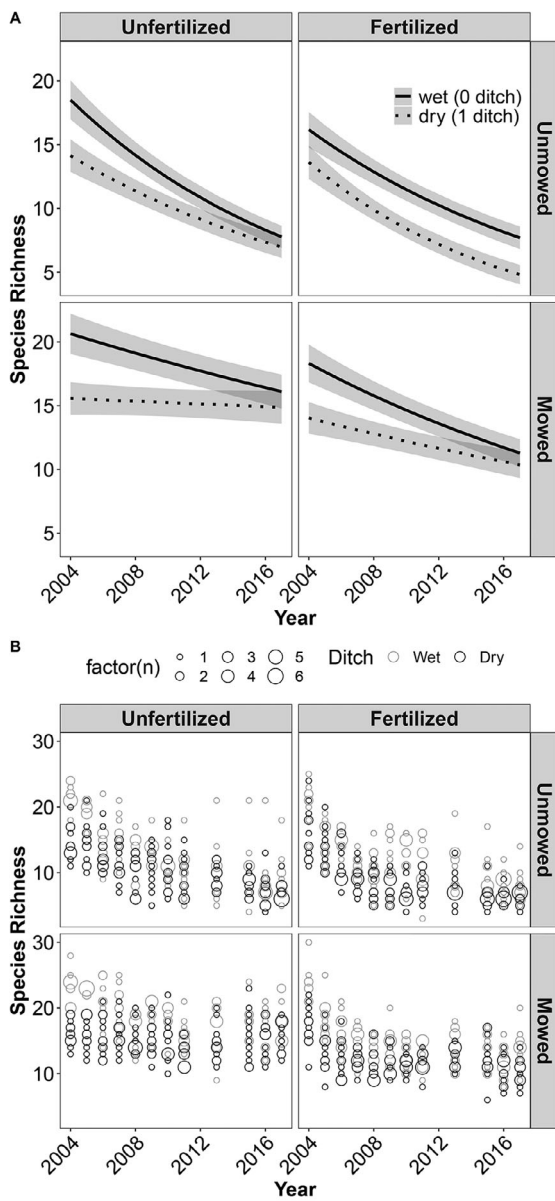 A
Unfertilized Fertilized
wet (0 ditch)
dry (1 ditch)
Unmowed
20
15
10
5
Species Richness
Mowed
20
15
10
5
2004 2008 2012 2016 2004 2008 2012 2016
Year
B
factor(n) 1 3 5 Ditch Wet Dry
2 4 6
Unfertilized Fertilized
Unmowed
30
20
10
Species Richness
Mowed
30
20
10
2004 2008 2012 2016 2004 2008 2012 2016
Year